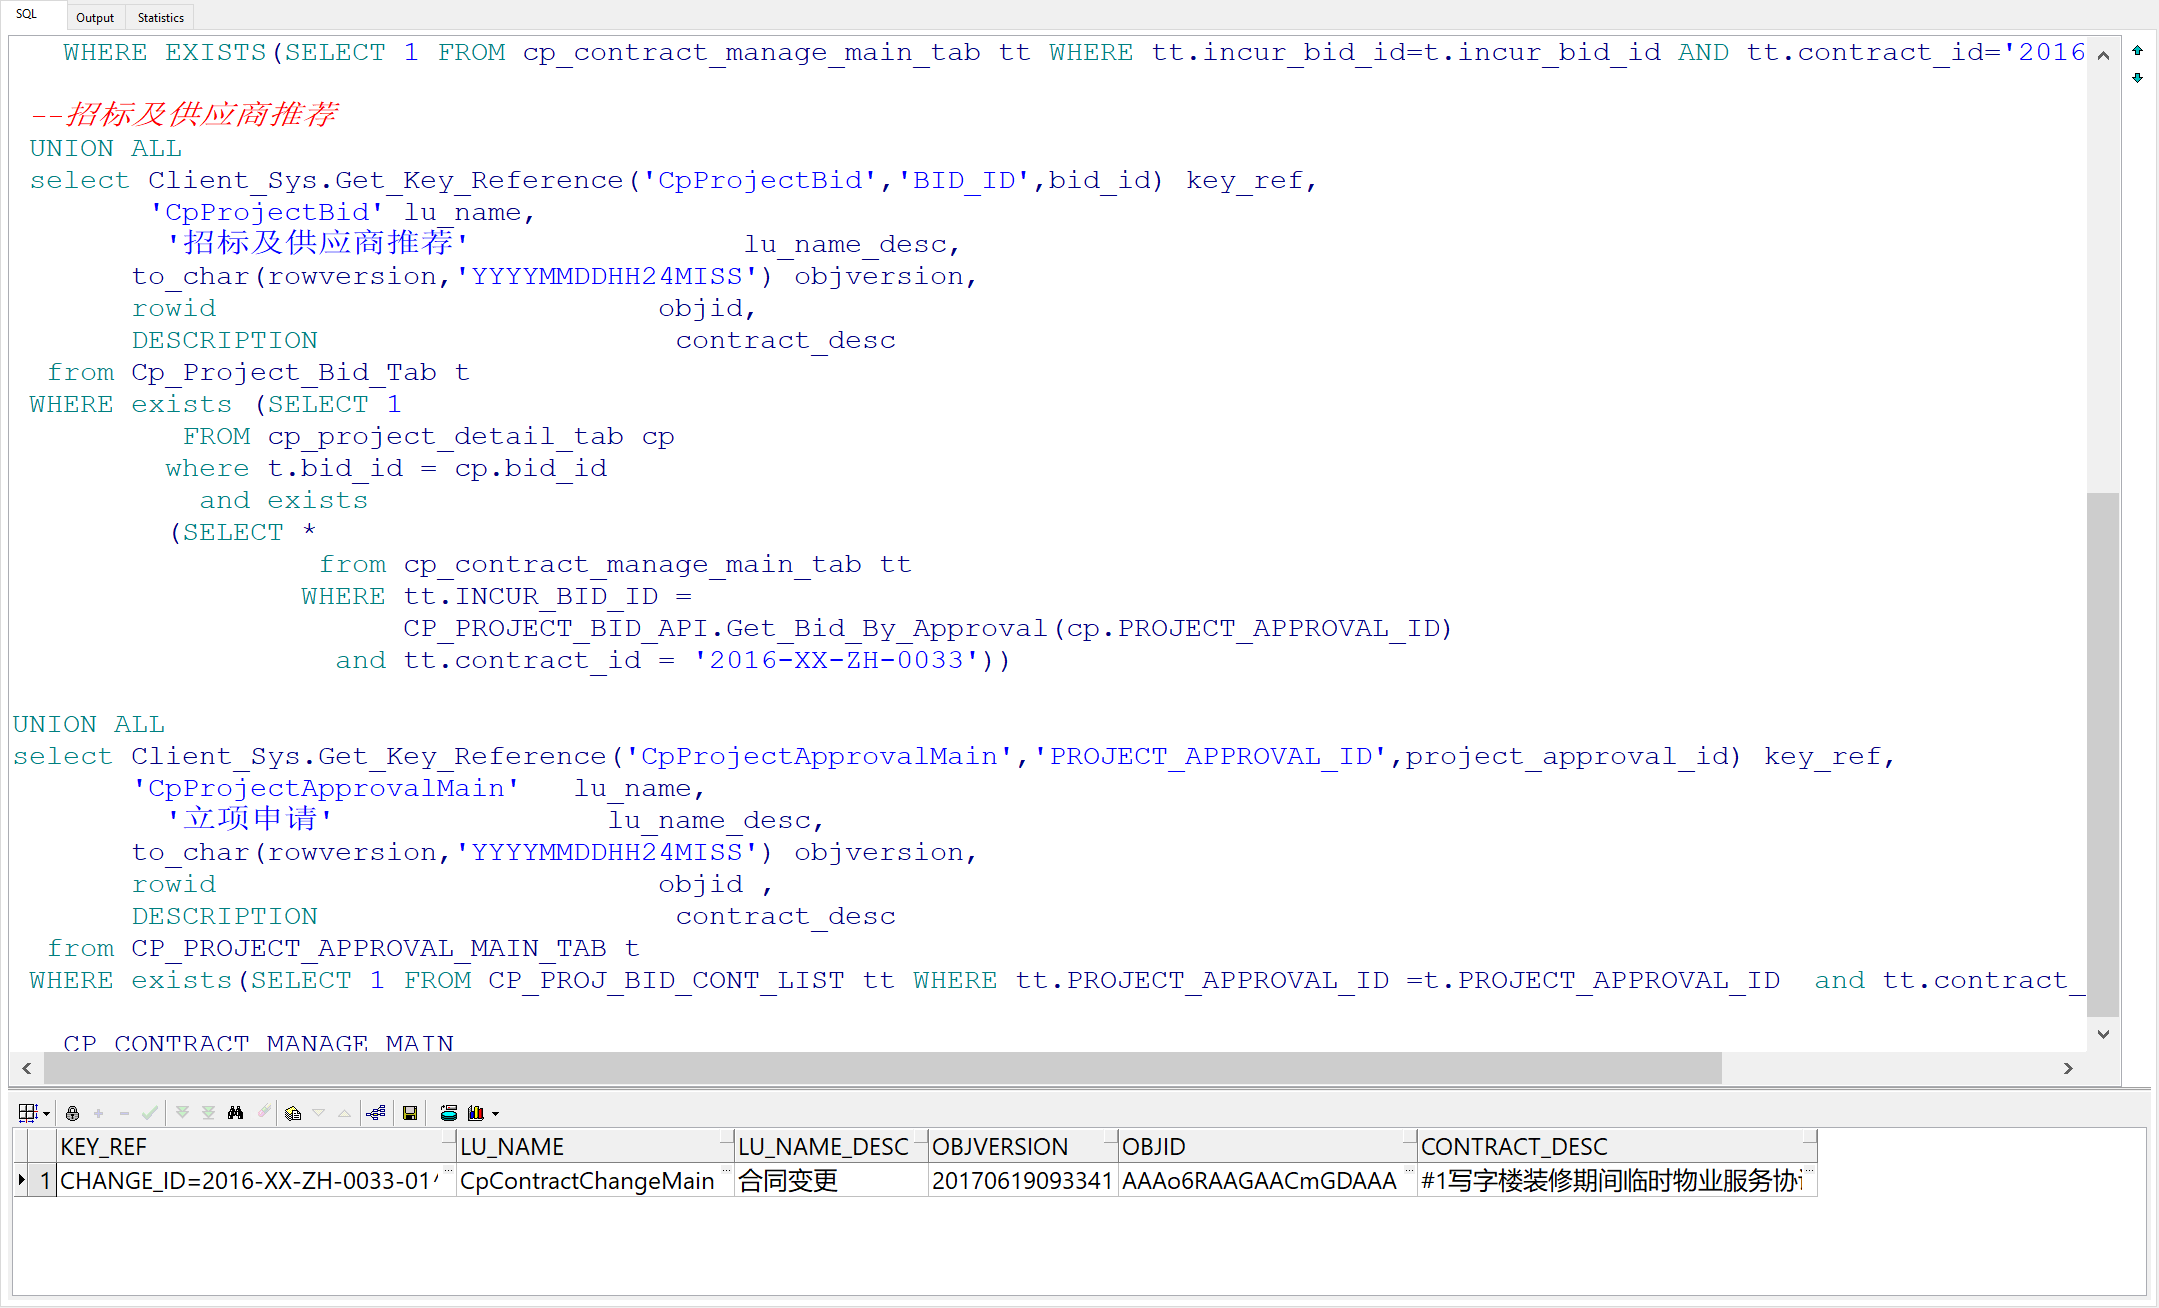 SQL Output Statistics
WHERE EXISTS(SELECT 1 FROM cp_contract_manage_main_tab tt WHERE tt.incur_bid_id=t.incur_bid_id AND tt.contract_id='2016
--招标及供应商推荐
UNION ALL
select Client_Sys.Get_Key_Reference('CpProjectBid','BID_ID',bid_id) key_ref,
'CpProjectBid' lu_name,
'招标及供应商推荐' lu_name_desc,
to_char(rowversion,'YYYYMMDDHH24MISS') objversion,
rowid objid,
DESCRIPTION contract_desc
from Cp_Project_Bid_Tab t
WHERE exists (SELECT 1
FROM cp_project_detail_tab cp
where t.bid_id = cp.bid_id
and exists
(SELECT *
from cp_contract_manage_main_tab tt
WHERE tt.INCUR_BID_ID =
CP_PROJECT_BID_API.Get_Bid_By_Approval(cp.PROJECT_APPROVAL_ID)
and tt.contract_id = '2016-XX-ZH-0033'))
UNION ALL
select Client_Sys.Get_Key_Reference('CpProjectApprovalMain','PROJECT_APPROVAL_ID',project_approval_id) key_ref,
'CpProjectApprovalMain' lu_name,
'立项申请' lu_name_desc,
to_char(rowversion,'YYYYMMDDHH24MISS') objversion,
rowid objid ,
DESCRIPTION contract_desc
from CP_PROJECT_APPROVAL_MAIN_TAB t
WHERE exists(SELECT 1 FROM CP_PROJ_BID_CONT_LIST tt WHERE tt.PROJECT_APPROVAL_ID =t.PROJECT_APPROVAL_ID and tt.contract_
CP_CONTRACT_MANAGE_MAIN
KEY_REF LU_NAME LU_NAME_DESC OBJVERSION OBJID CONTRACT_DESC
1 CHANGE_ID=2016-XX-ZH-0033-01^ CpContractChangeMain 合同变更 20170619093341 AAAo6RAAGAACmGDAAA #1写字楼装修期间临时物业服务协